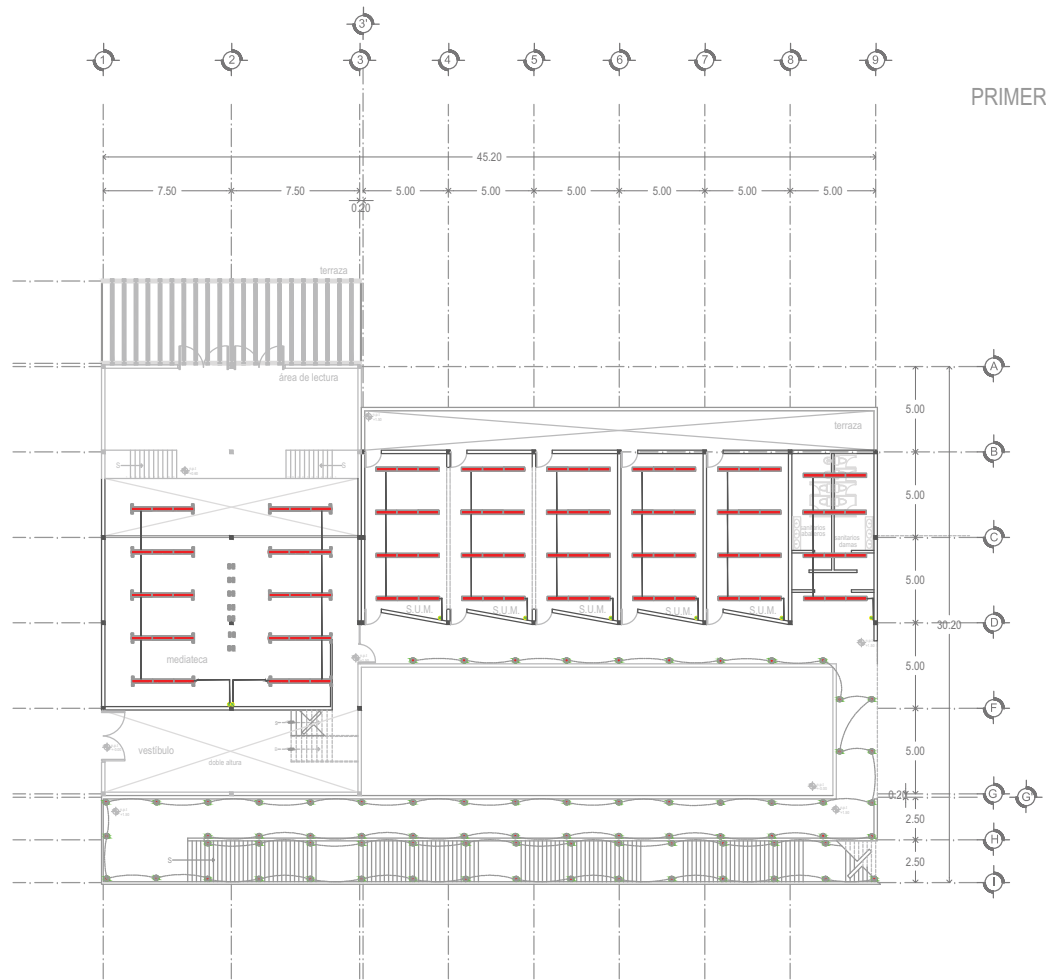 3'
1
2
3
4
5
6
7
8
9
PRIMER
45.20
7.50
7.50
5.00
5.00
5.00
5.00
5.00
5.00
0.20
terraza
A
área de lectura
5.00
terraza
B
S
S
5.00
sanitarios
sanitarios
damas
C
5.00
S.U.M.
S.U.M.
S.U.M.
S.U.M.
S.U.M.
D
30.20
mediateca
5.00
F
vestíbulo
doble altura
5.00
G
G'
0.20
2.50
H
S
2.50
I